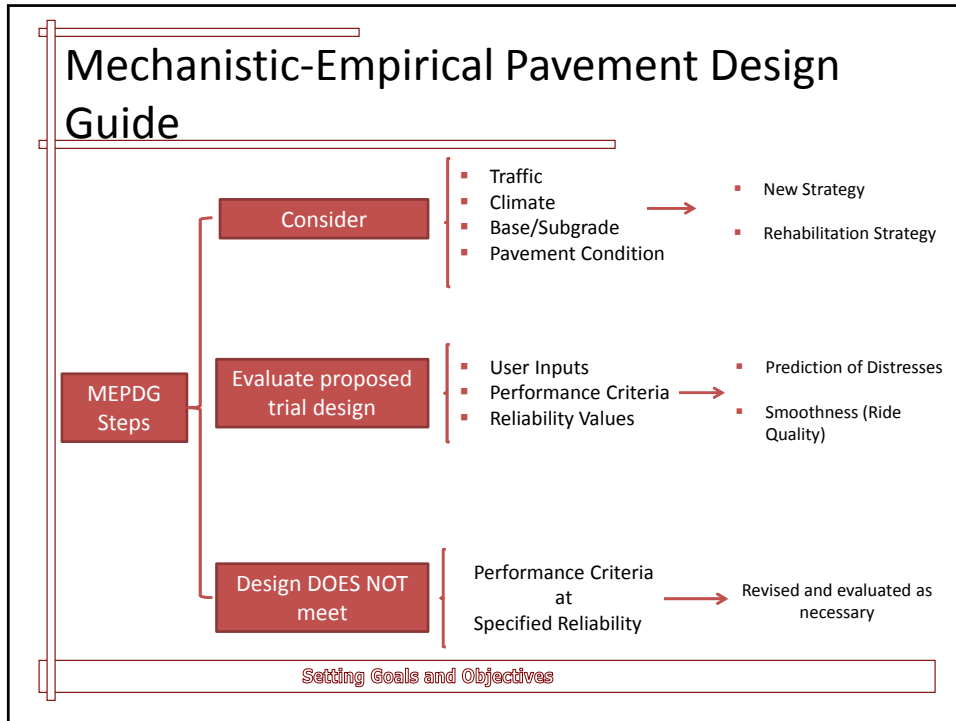 Mechanistic-Empirical Pavement Design
Guide
MEPDG
Steps
Consider
▪ Traffic
▪ Climate
▪ Base/Subgrade
▪ Pavement Condition
▪ New Strategy
▪ Rehabilitation Strategy
Evaluate proposed
trial design
▪ User Inputs
▪ Performance Criteria
▪ Reliability Values
▪ Prediction of Distresses
▪ Smoothness (Ride
Quality)
Design DOES NOT
meet
Performance Criteria
at
Specified Reliability
Revised and evaluated as
necessary
Setting Goals and Objectives